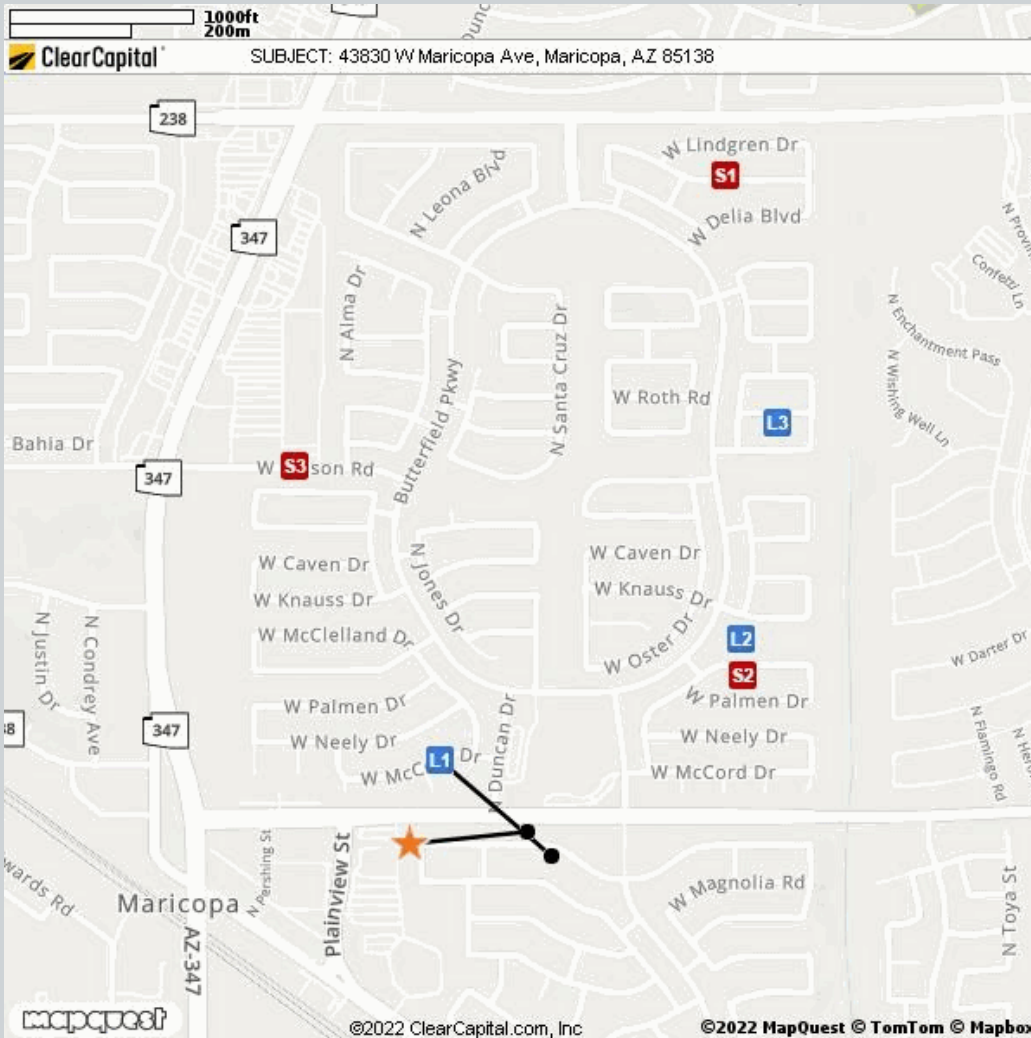 1000ft
200m
ClearCapital
SUBJECT: 43830 W Maricopa Ave, Maricopa, AZ 85138
238
W Lindgren Dr
S1
N Leona Blvd
W Delia Blvd
347
Confetti Ln
N Alma Dr
N Santa Cruz Dr
N Enchantment Pass
Butterfield Pkwy
W Roth Rd
N Wishing Well Ln
L3
Bahia Dr
347
W
S3
son Rd
W Caven Dr
N Jones Dr
W Caven Dr
W Knauss Dr
W Knauss Dr
N Justin Dr
N Condrey Ave
W McClelland Dr
W Oster Dr
L2
W Darter Dr
S2
W Palmen Dr
W Palmen Dr
347
W Neely Dr
N Duncan Dr
W Neely Dr
N Flamingo Rd
W McC
L1
Dr
W McCord Dr
N Pershing St
Plainview St
W Magnolia Rd
N Toya St
Maricopa
AZ-347
mapquest
©2022 ClearCapital.com, Inc
©2022 MapQuest © TomTom © Mapbox